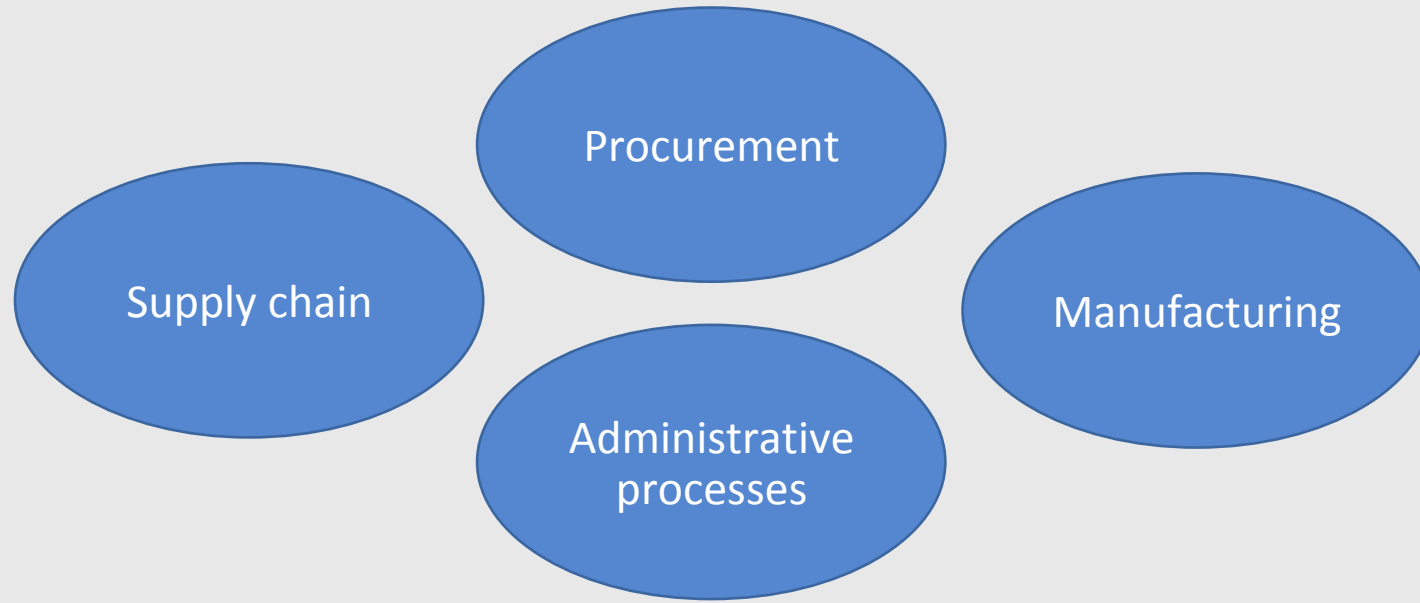 Procurement
Supply chain
Manufacturing
Administrative
processes